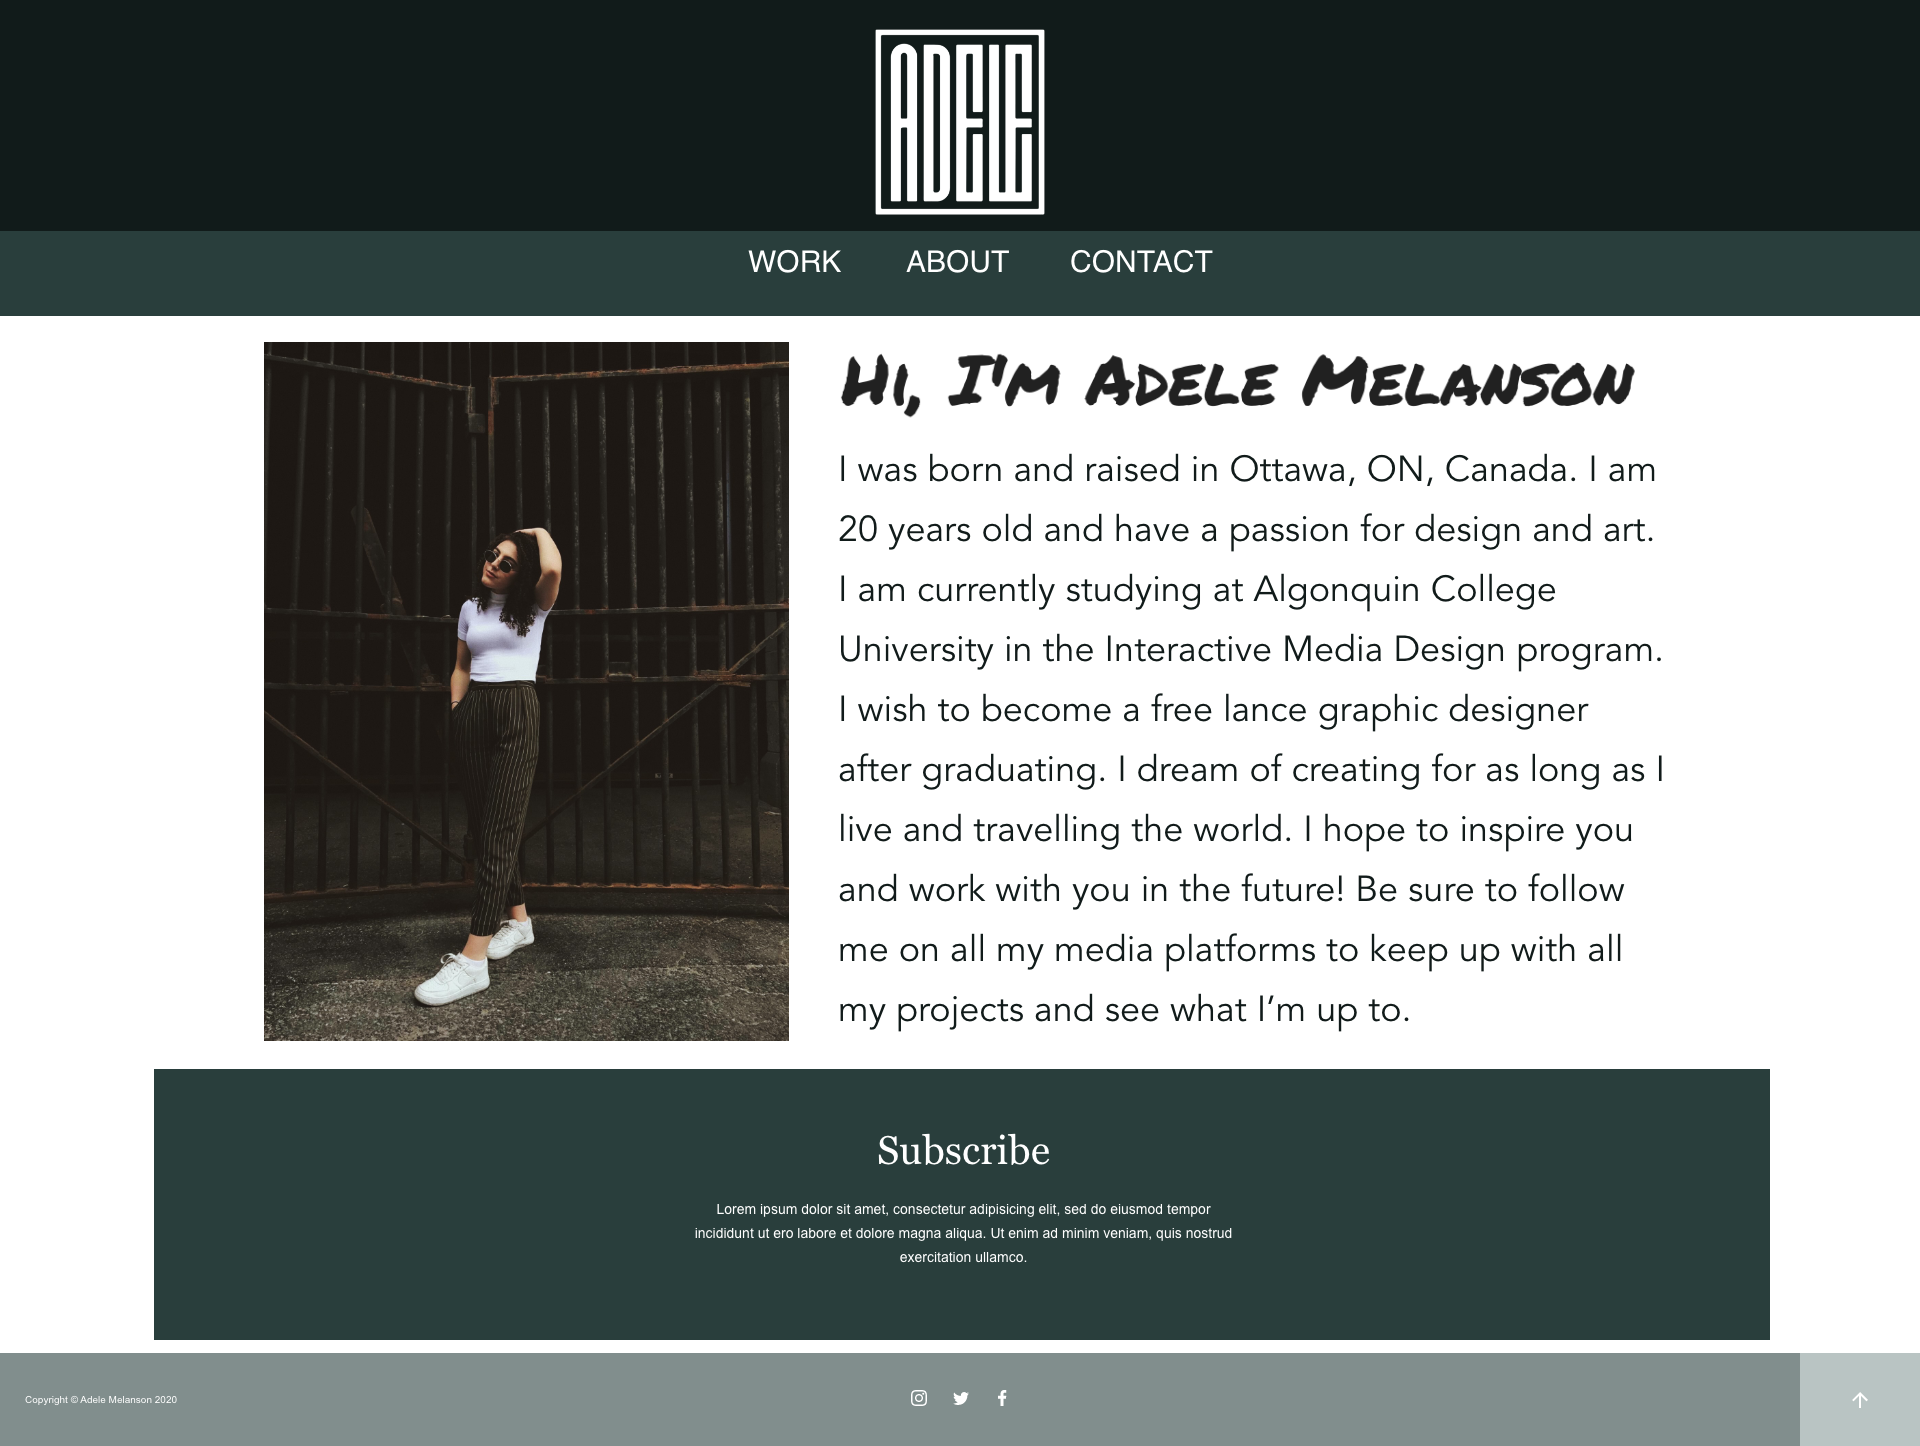 ADELE
WORK ABOUT CONTACT
Hi, I'm Adele Melanson
I was born and raised in Ottawa, ON, Canada. I am
20 years old and have a passion for design and art.
I am currently studying at Algonquin College
University in the Interactive Media Design program.
I wish to become a free lance graphic designer
after graduating. I dream of creating for as long as I
live and travelling the world. I hope to inspire you
and work with you in the future! Be sure to follow
me on all my media platforms to keep up with all
my projects and see what I’m up to.
Subscribe
Lorem ipsum dolor sit amet, consectetur adipisicing elit, sed do eiusmod tempor
incididunt ut ero labore et dolore magna aliqua. Ut enim ad minim veniam, quis nostrud
exercitation ullamco.
Copyright © Adele Melanson 2020